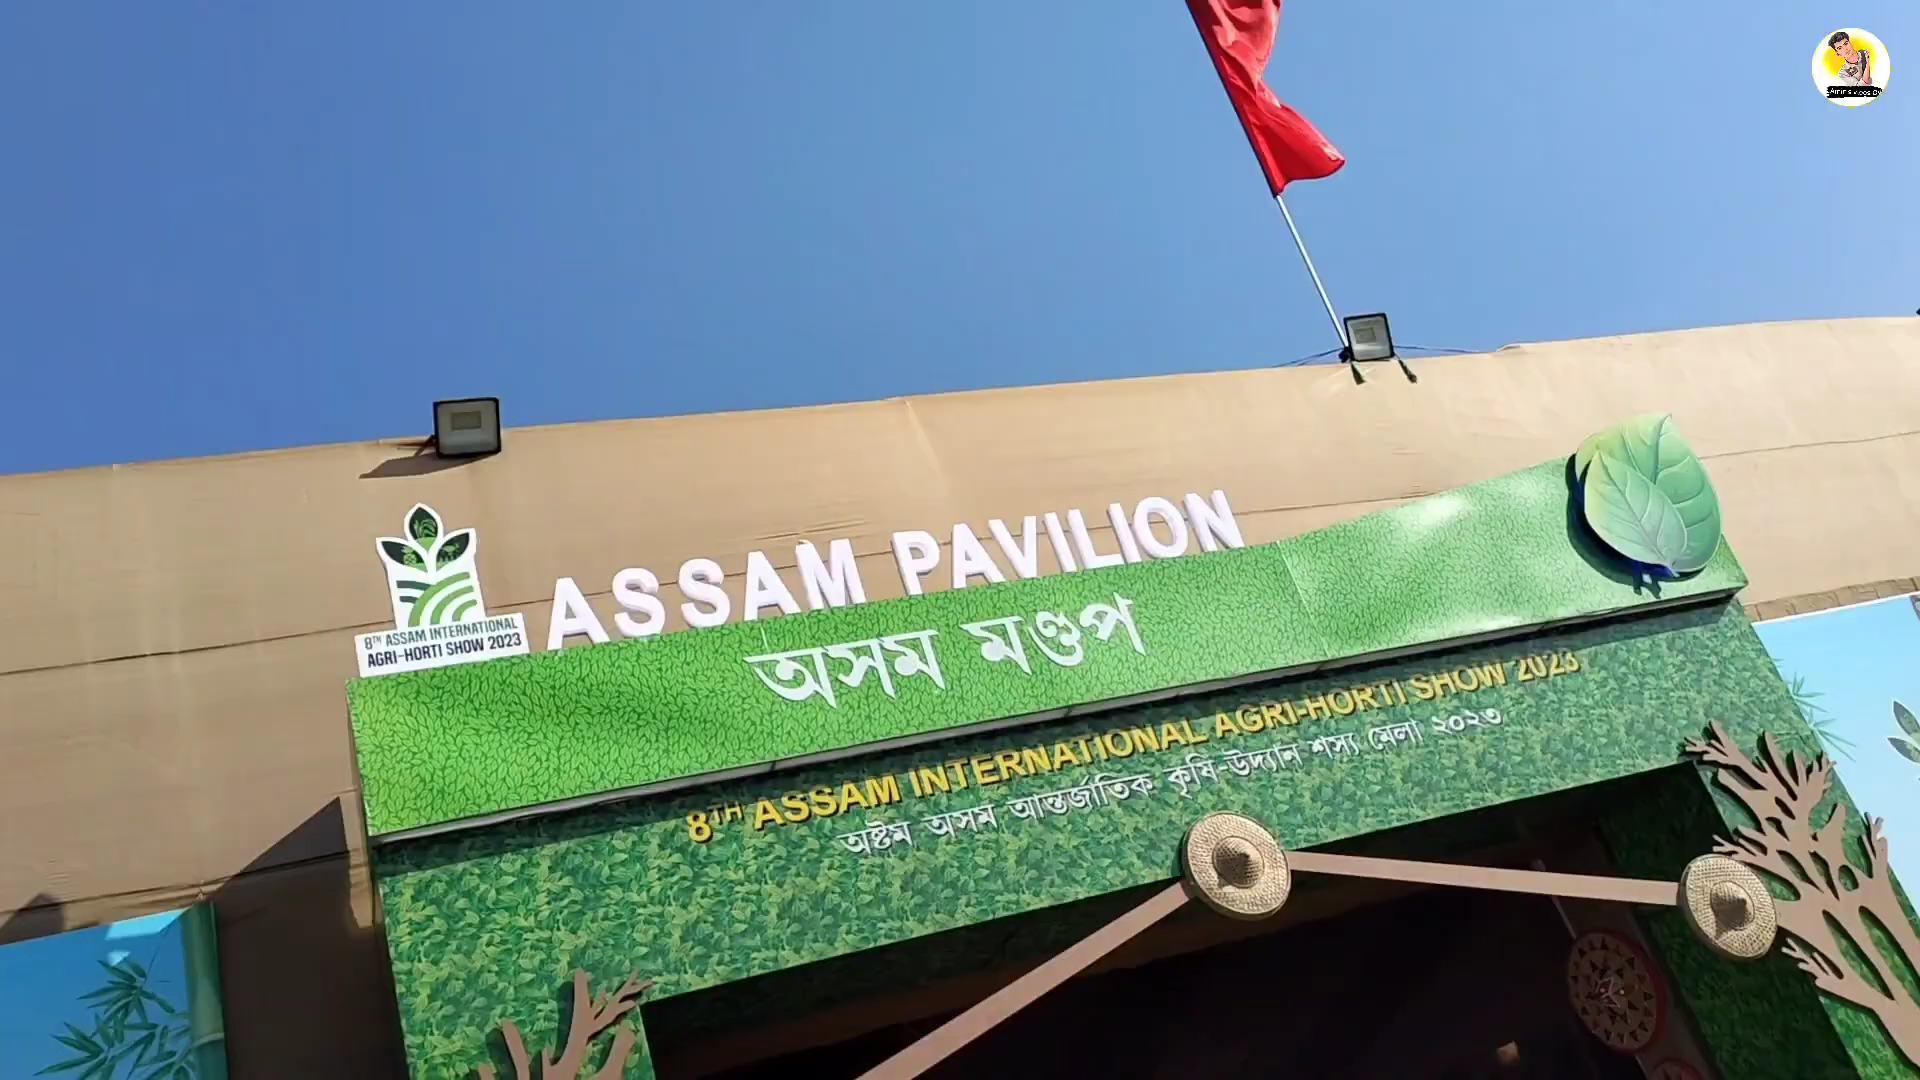 8TH ASSAM INTERNATIONAL
AGRI-HORTI SHOW 2023
ASSAM PAVILION
অসম মণ্ডপ
8TH ASSAM INTERNATIONAL AGRI-HORTI SHOW 2023
অষ্টম অসম আন্তৰ্জাতিক কৃষি-উদ্যান শস্য মেলা ২০২৩